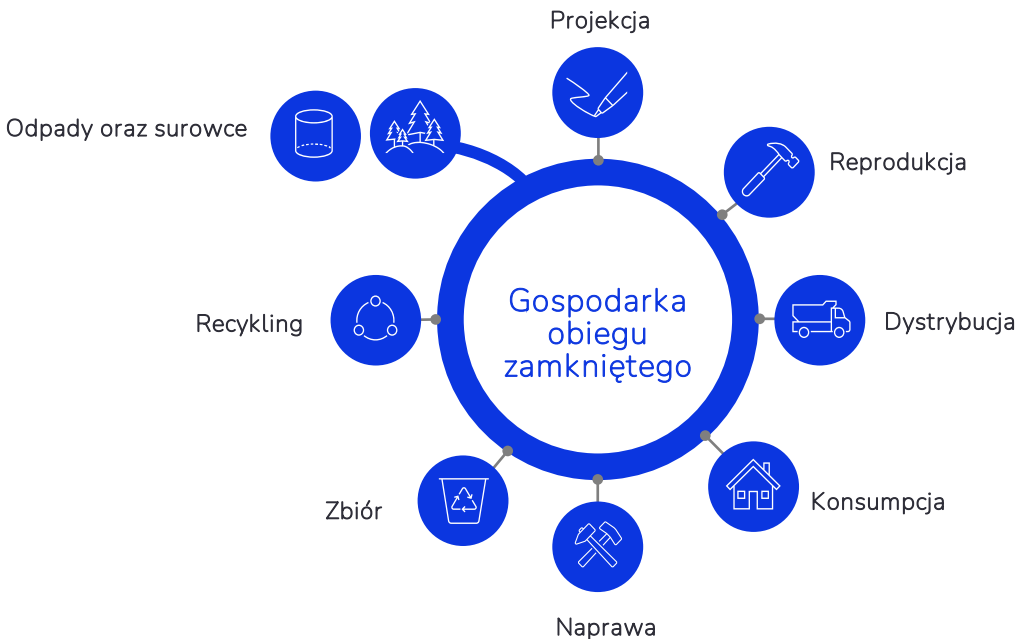 Projekcja
Odpady oraz surowce
Reprodukcja
Recykling
Gospodarka
obiegu
zamkniętego
Dystrybucja
Konsumpcja
Zbiór
Naprawa